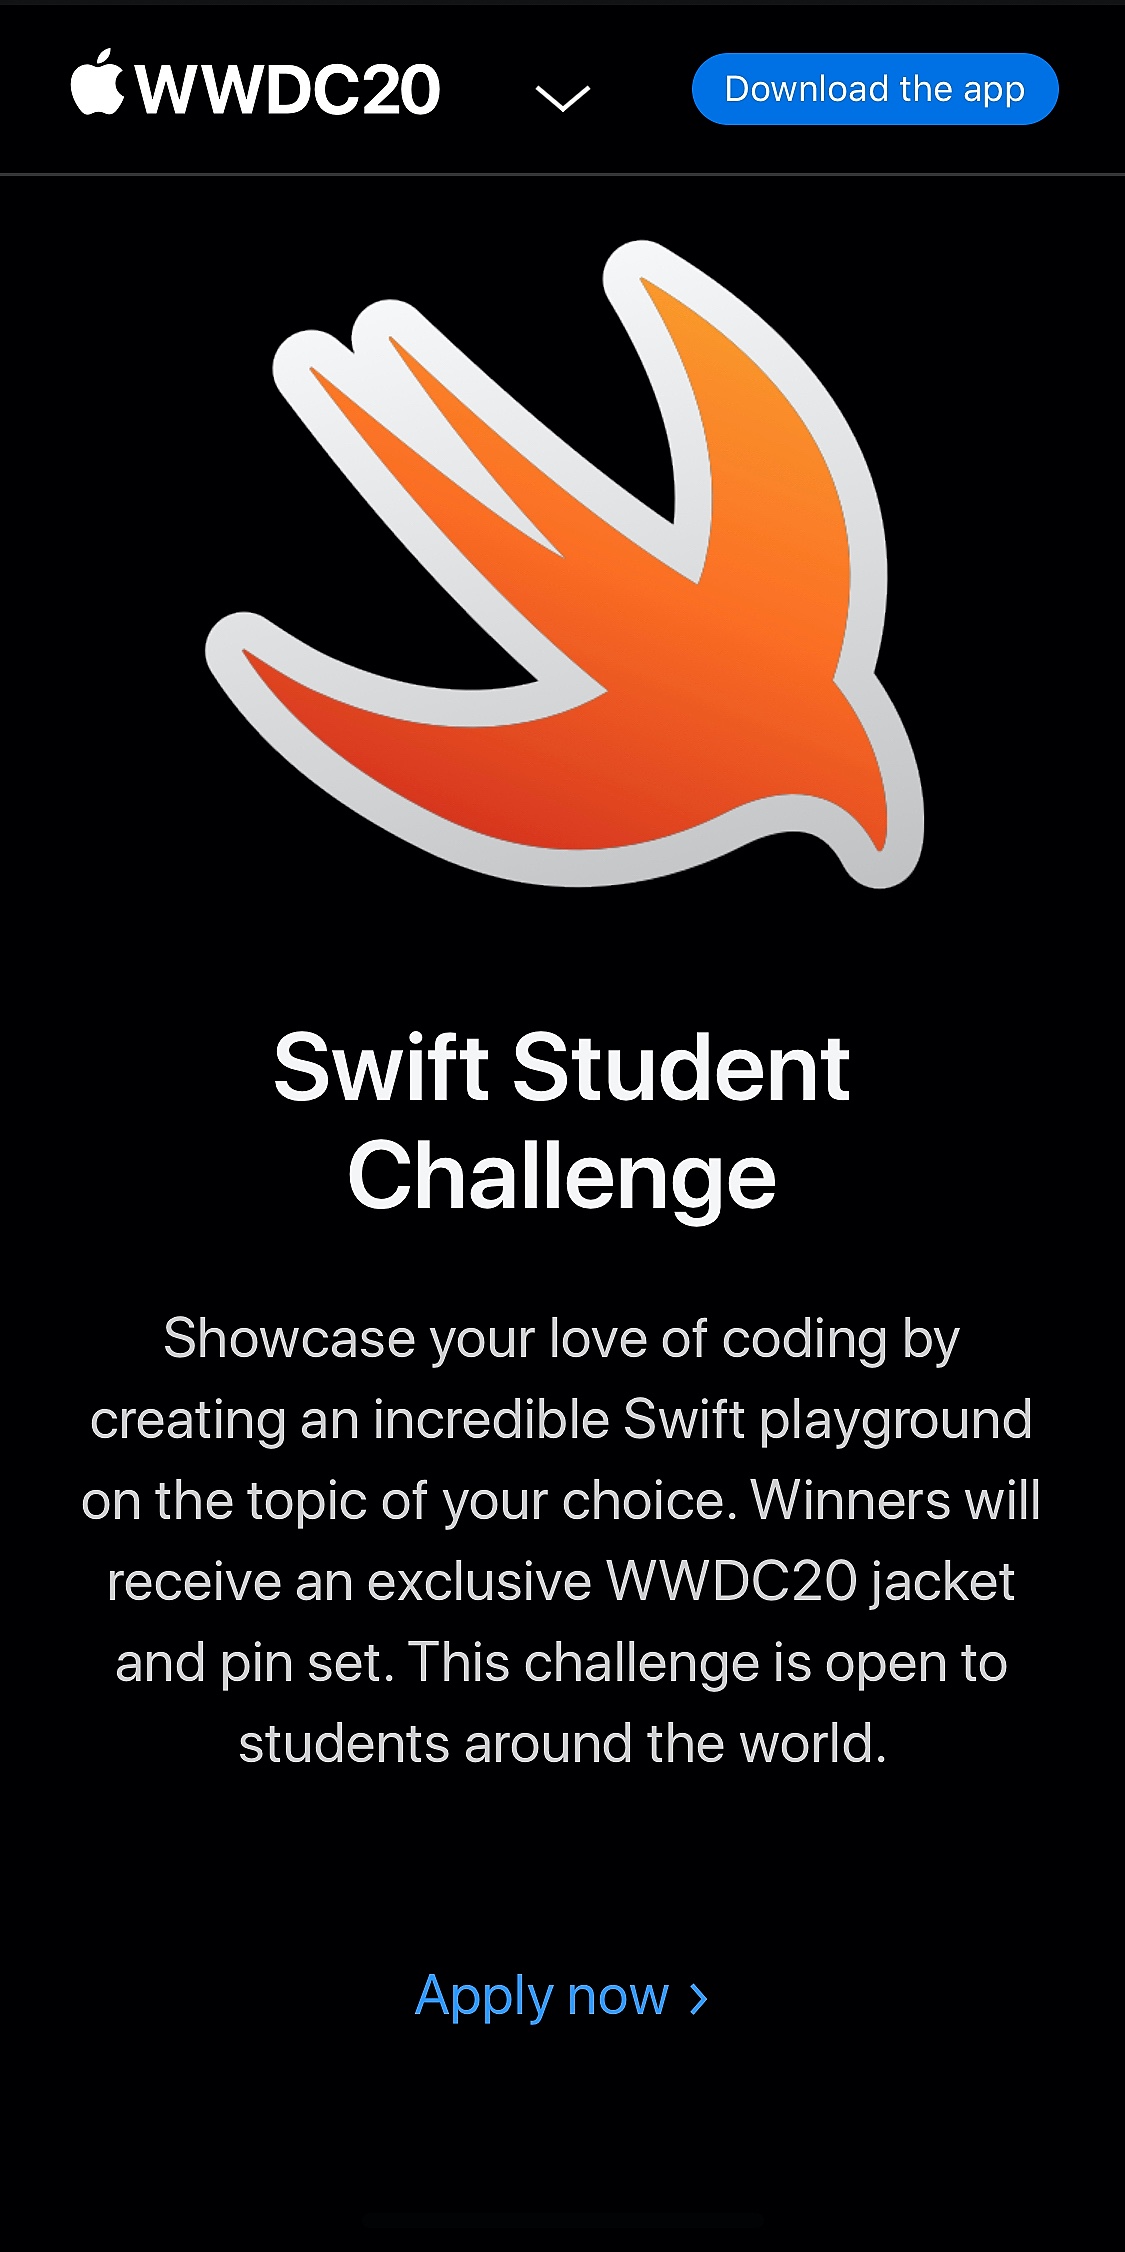 WWDC20
Download the app
Swift Student
Challenge
Showcase your love of coding by
creating an incredible Swift playground
on the topic of your choice. Winners will
receive an exclusive WWDC20 jacket
and pin set. This challenge is open to
students around the world.
Apply now >